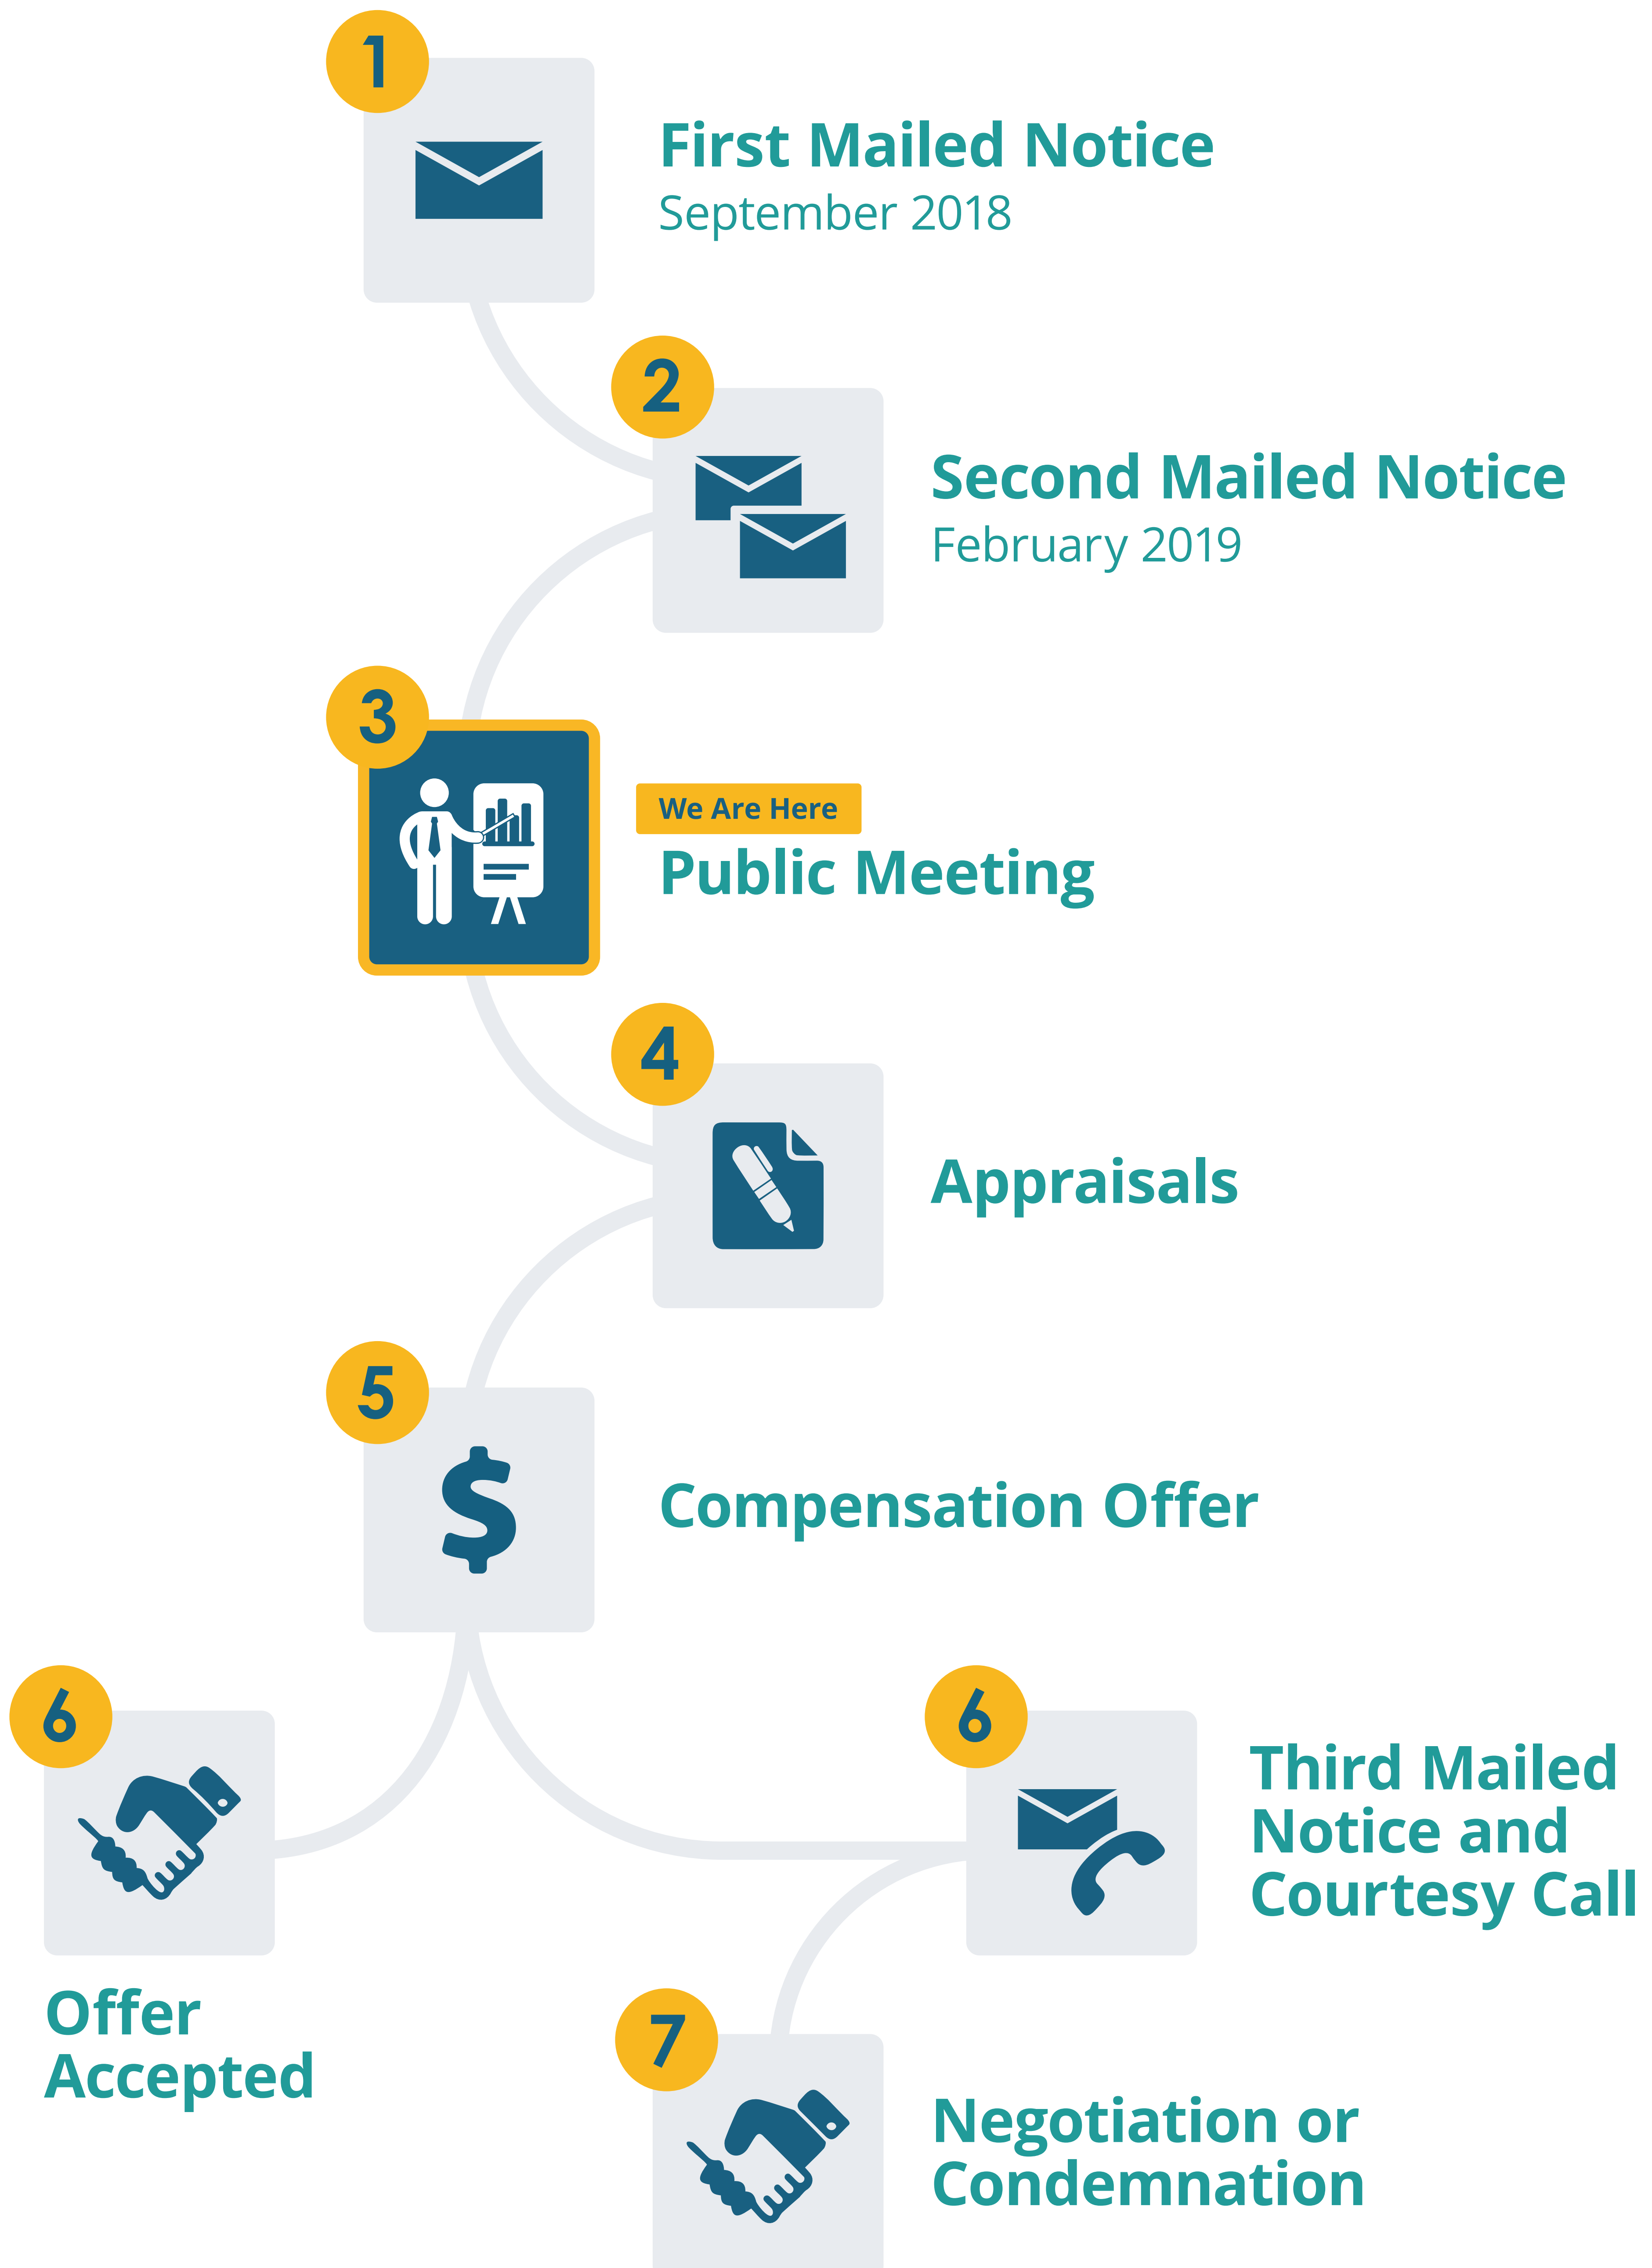 1
First Mailed Notice
September 2018
2
Second Mailed Notice
February 2019
3
We Are Here
Public Meeting
4
Appraisals
5
$
Compensation Offer
6
Offer
Accepted
6
Third Mailed
Notice and
Courtesy Call
7
Negotiation or
Condemnation